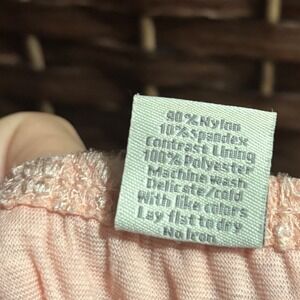 90%Nylon
10%Spandex
Contrast Lining
100%Polyester
Machine wash
Delicate/cold
With like colors
Lay flat to dry
No Iron